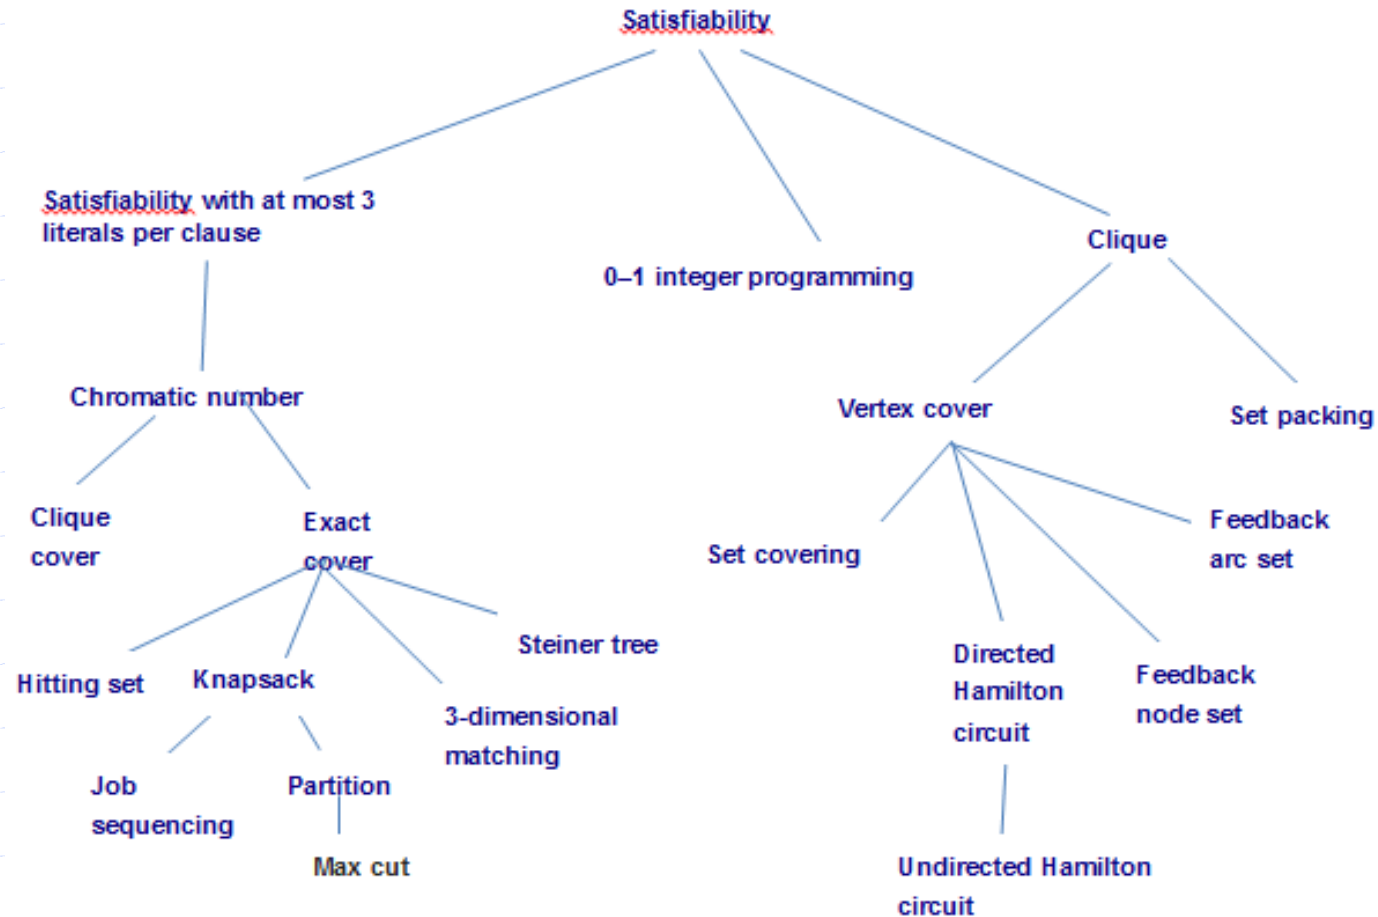 Satisfiability
Satisfiability with at most 3
literals per clause
Clique
0–1 integer programming
Chromatic number
Vertex cover
Set packing
Clique
cover
Exact
cover
Set covering
Feedback
arc set
Steiner tree
Hitting set
Knapsack
3-dimensional
matching
Directed
Hamilton
circuit
Feedback
node set
Job
sequencing
Partition
Max cut
Undirected Hamilton
circuit